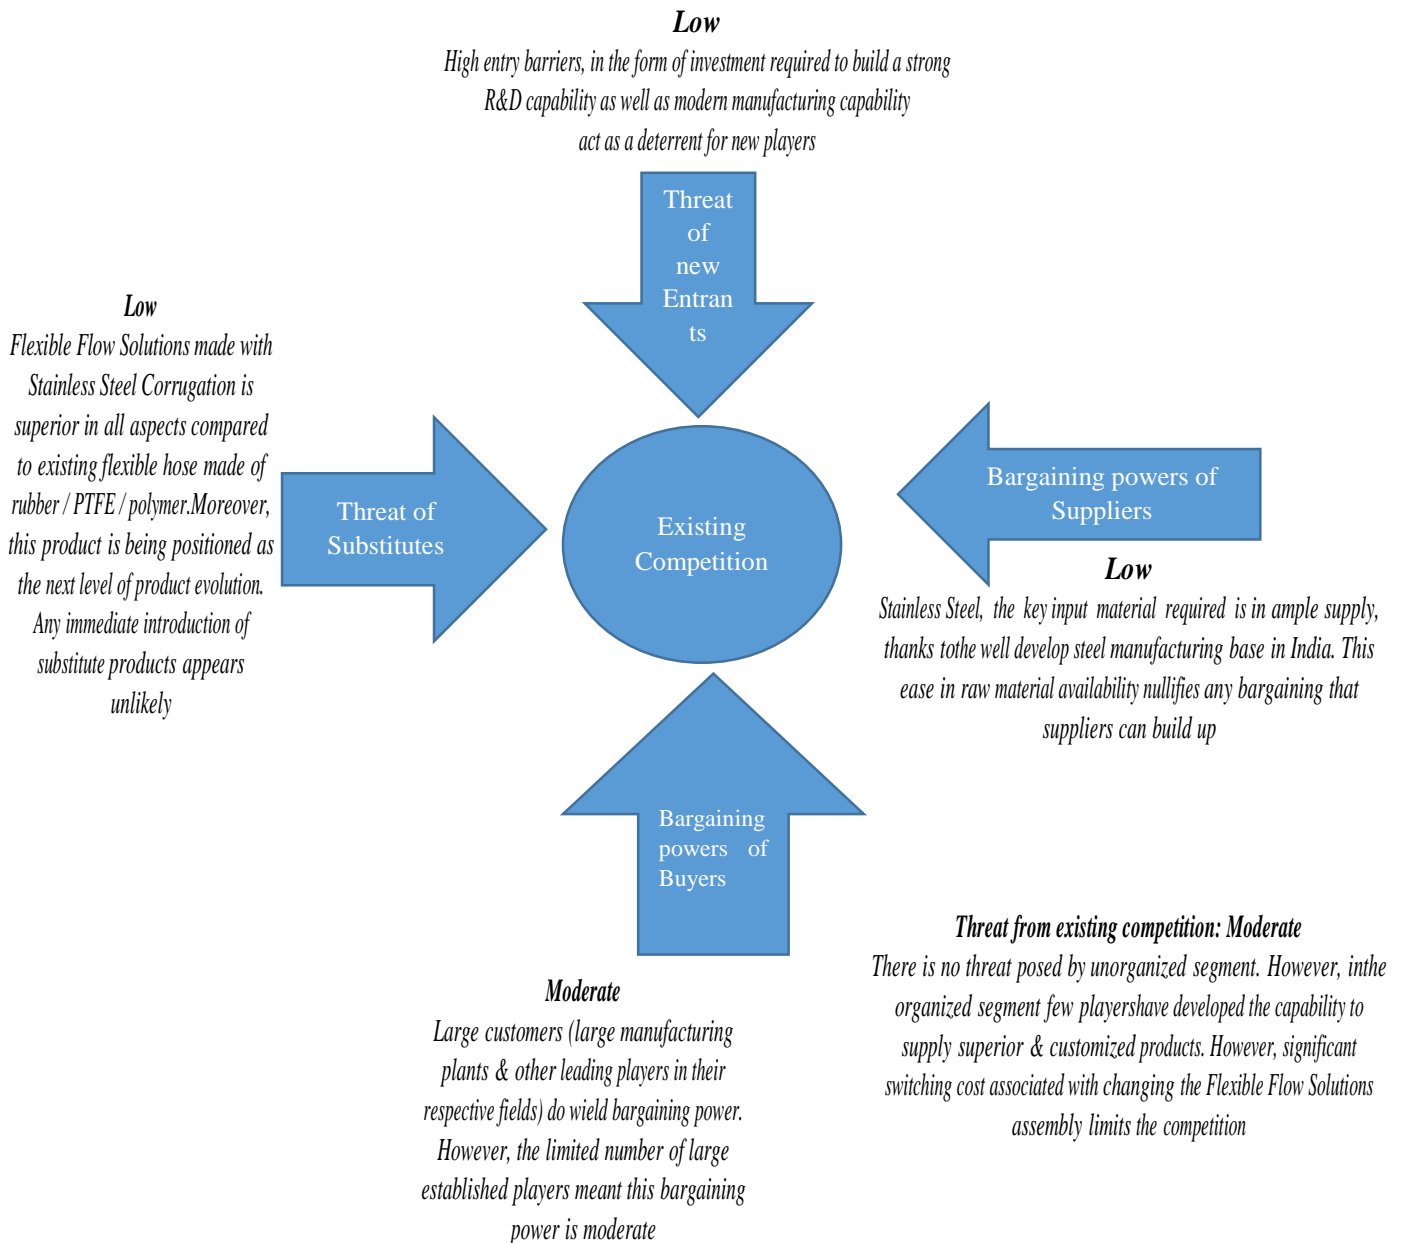 Low
High entry barriers, in the form of investment required to build a strong
R&D capability as well as modern manufacturing capability
act as a deterrent for new players
Threat
of
new
Entran
ts
Low
Flexible Flow Solutions made with
Stainless Steel Corrugation is
superior in all aspects compared
to existing flexible hose made of
rubber / PTFE / polymer.Moreover,
this product is being positioned as
the next level of product evolution.
Any immediate introduction of
substitute products appears
unlikely
Threat of
Substitutes
Existing
Competition
Bargaining powers of
Suppliers
Low
Stainless Steel, the key input material required is in ample supply,
thanks tothe well develop steel manufacturing base in India. This
ease in raw material availability nullifies any bargaining that
suppliers can build up
Bargaining
powers of
Buyers
Moderate
Large customers (large manufacturing
plants & other leading players in their
respective fields) do wield bargaining power.
However, the limited number of large
established players meant this bargaining
power is moderate
Threat from existing competition: Moderate
There is no threat posed by unorganized segment. However, inthe
organized segment few playershave developed the capability to
supply superior & customized products. However, significant
switching cost associated with changing the Flexible Flow Solutions
assembly limits the competition